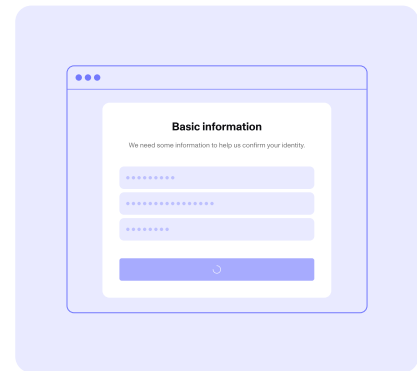 Basic information
We need some information to help us confirm your identity.